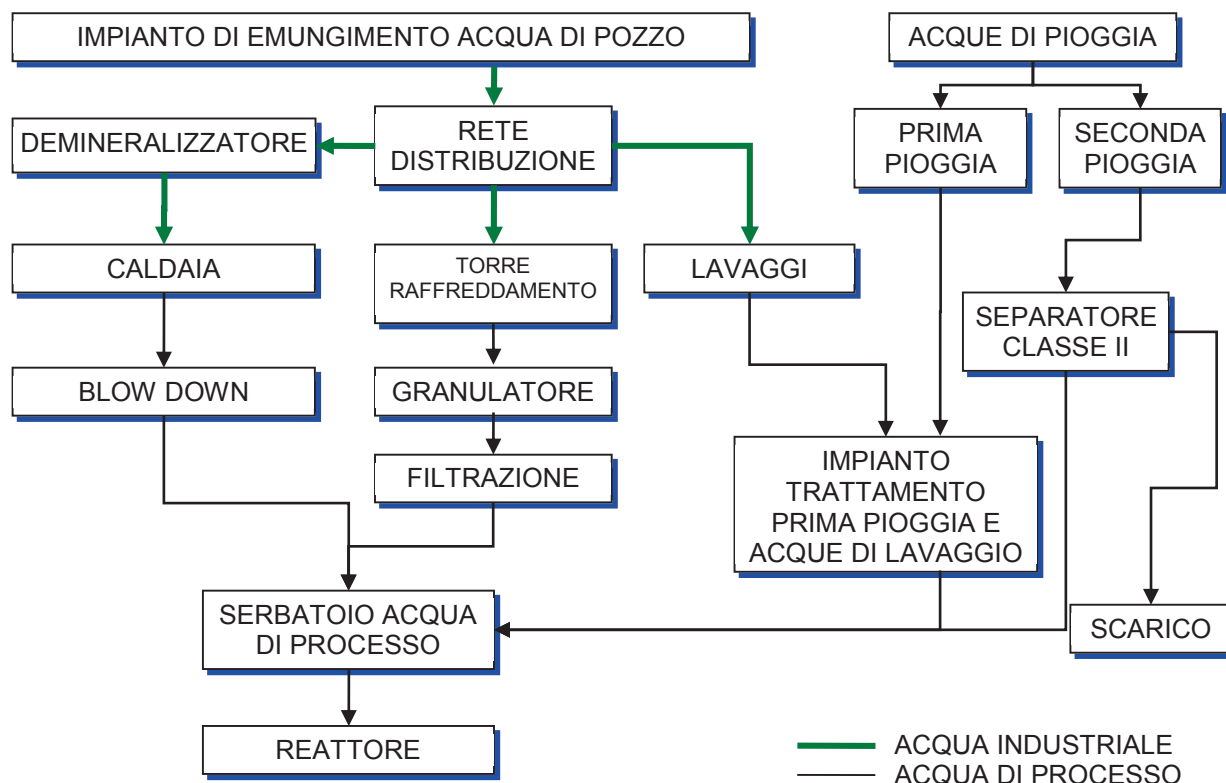 IMPIANTO DI EMUNGIMENTO ACQUA DI POZZO
ACQUE DI PIOGGIA
DEMINERALIZZATORE
RETE
DISTRIBUZIONE
PRIMA
PIOGGIA
SECONDA
PIOGGIA
CALDAIA
TORRE
RAFFREDDAMENTO
LAVAGGI
SEPARATORE
CLASSE II
BLOW DOWN
GRANULATORE
FILTRAZIONE
IMPIANTO
TRATTAMENTO
PRIMA PIOGGIA E
ACQUE DI LAVAGGIO
SERBATOIO ACQUA
DI PROCESSO
SCARICO
REATTORE
ACQUA INDUSTRIALE
ACQUA DI PROCESSO